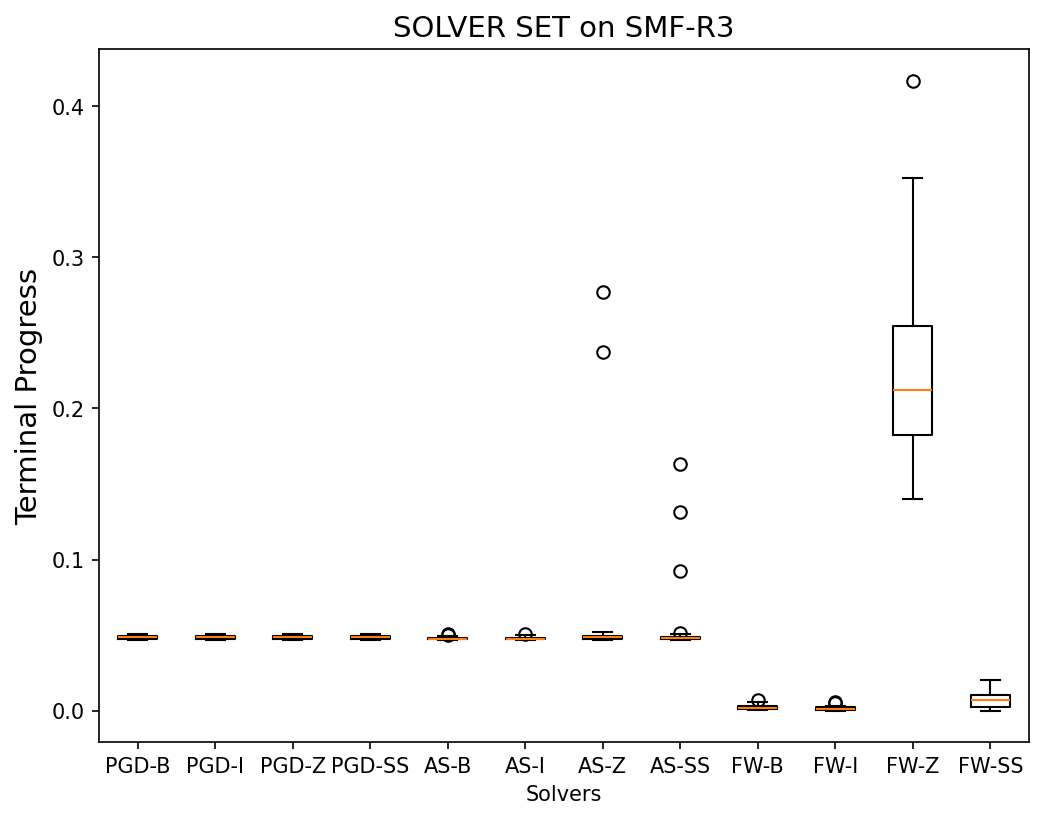 SOLVER SET on SMF-R3
Terminal Progress
0.4
0.3
0.2
0.1
0.0
PGD-B PGD-I PGD-Z PGD-SS AS-B AS-I AS-Z AS-SS FW-B FW-I FW-Z FW-SS
Solvers